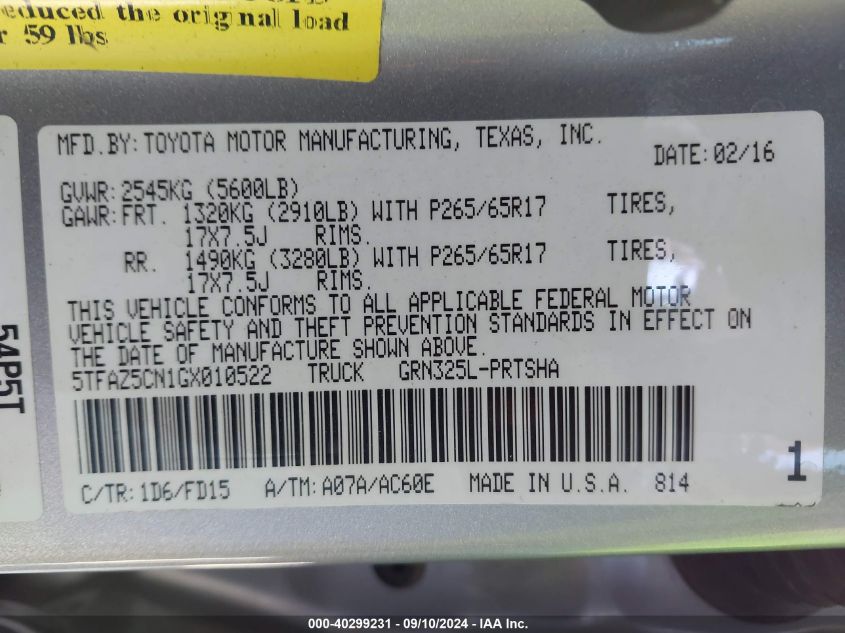 educed the original load
r 59 lbs
MFD.BY:TOYOTA MOTOR MANUFACTURING, TEXAS, INC.
DATE:02/16
GVWR:2545KG (5600LB)
GAWR:FRT. 1320KG (2910LB) WITH P265/65R17 TIRES,
17X7.5J RIMS.
RR. 1490KG (3280LB) WITH P265/65R17 TIRES,
17X7.5J RIMS.
THIS VEHICLE CONFORMS TO ALL APPLICABLE FEDERAL MOTOR
VEHICLE SAFETY AND THEFT PREVENTION STANDARDS IN EFFECT ON
THE DATE OF MANUFACTURE SHOWN ABOVE.
5TFAZ5CN1GX010522 TRUCK GRN325L-PRTSHA
C/TR:1D6/FD15 A/TM:A07A/AC60E MADE IN U.S.A. 814
1
54P5T
000-40299231 - 09/10/2024 - IAA Inc.